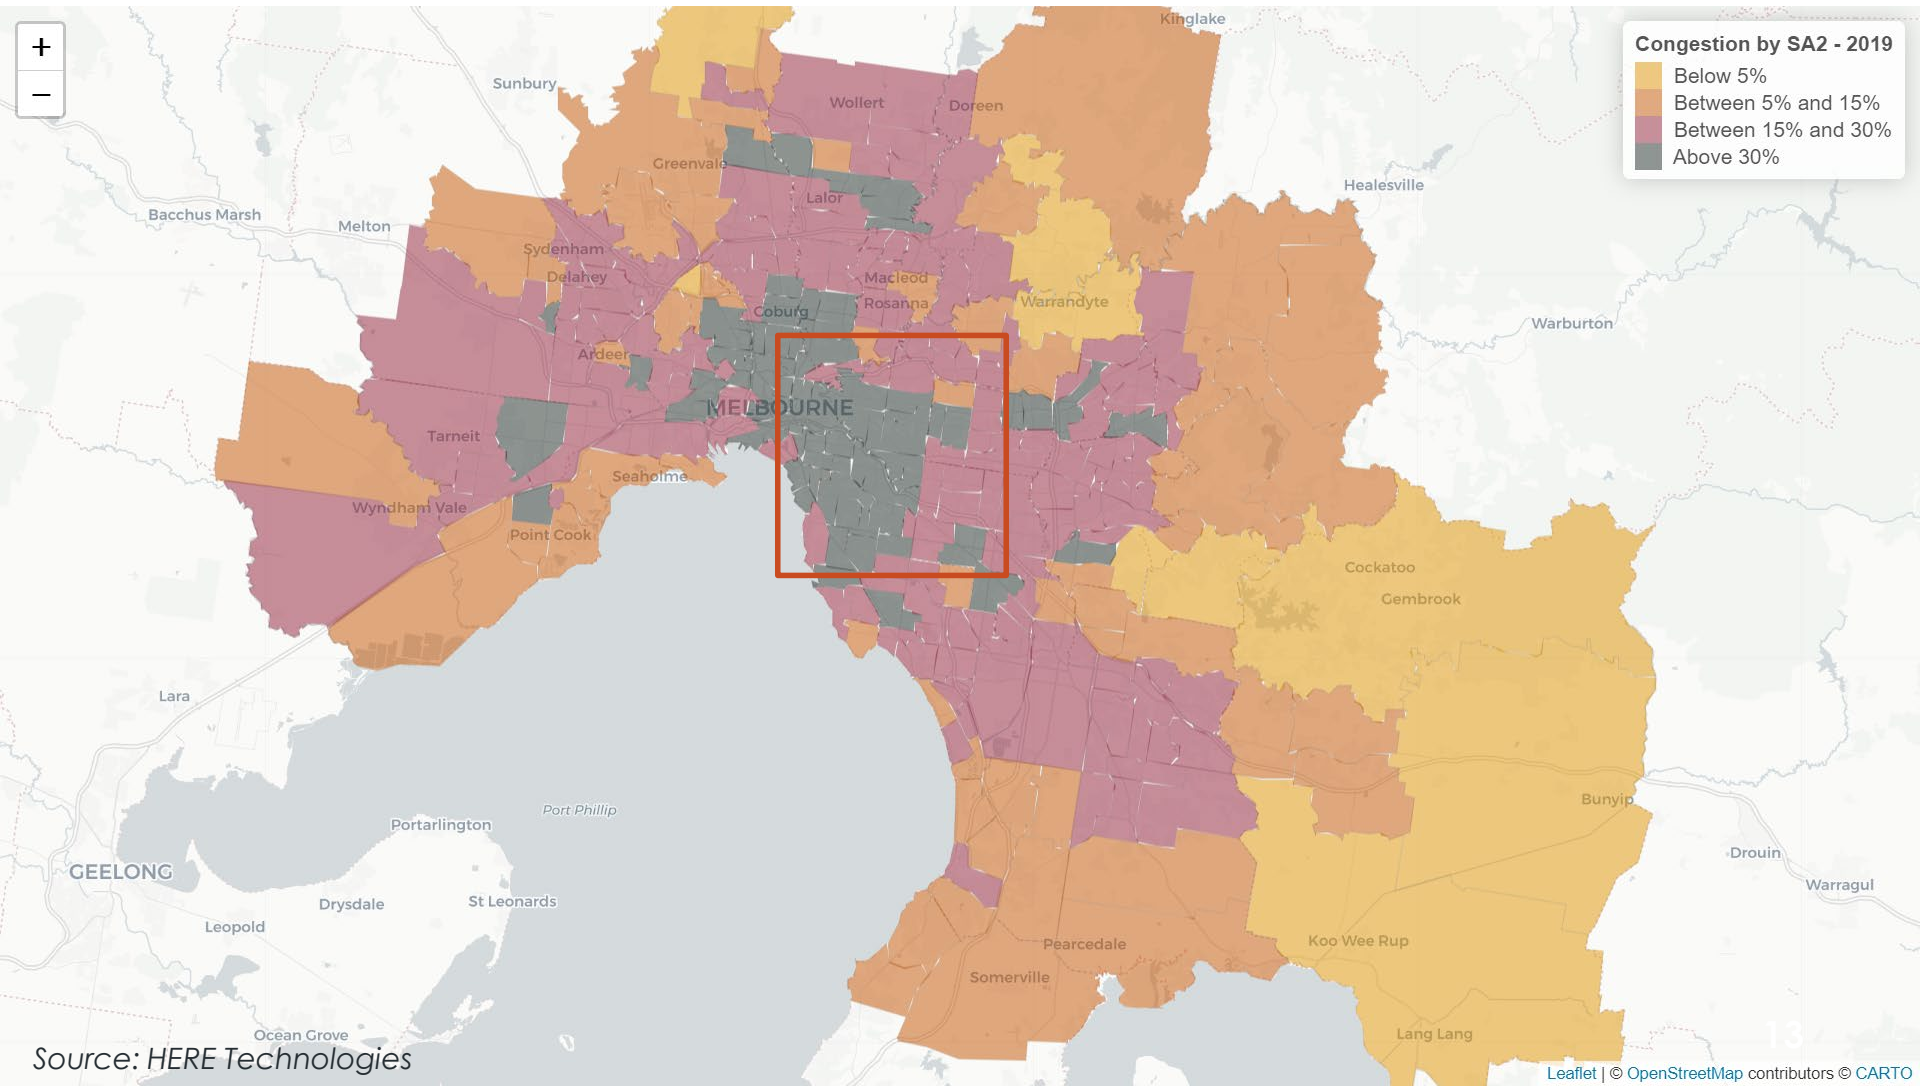 Kinglake
+
−
Congestion by SA2 - 2019
Below 5%
Between 5% and 15%
Between 15% and 30%
Above 30%
Sunbury
Wollert
Doreen
Greenvale
Healesville
Lalor
Bacchus Marsh
Melton
Sydenham
Delahey
Macleod
Rosanna
Warrandyte
Coburg
Warburton
Ardeer
MELBOURNE
Tarneit
Seaholme
Wyndham Vale
Point Cook
Cockatoo
Gembrook
Lara
Bunyip
Port Phillip
Portarlington
Drouin
GEELONG
Warragul
Drysdale
St Leonards
Leopold
Koo Wee Rup
Pearcedale
Somerville
Ocean Grove
Lang Lang
13
Source: HERE Technologies
Leaflet | © OpenStreetMap contributors © CARTO